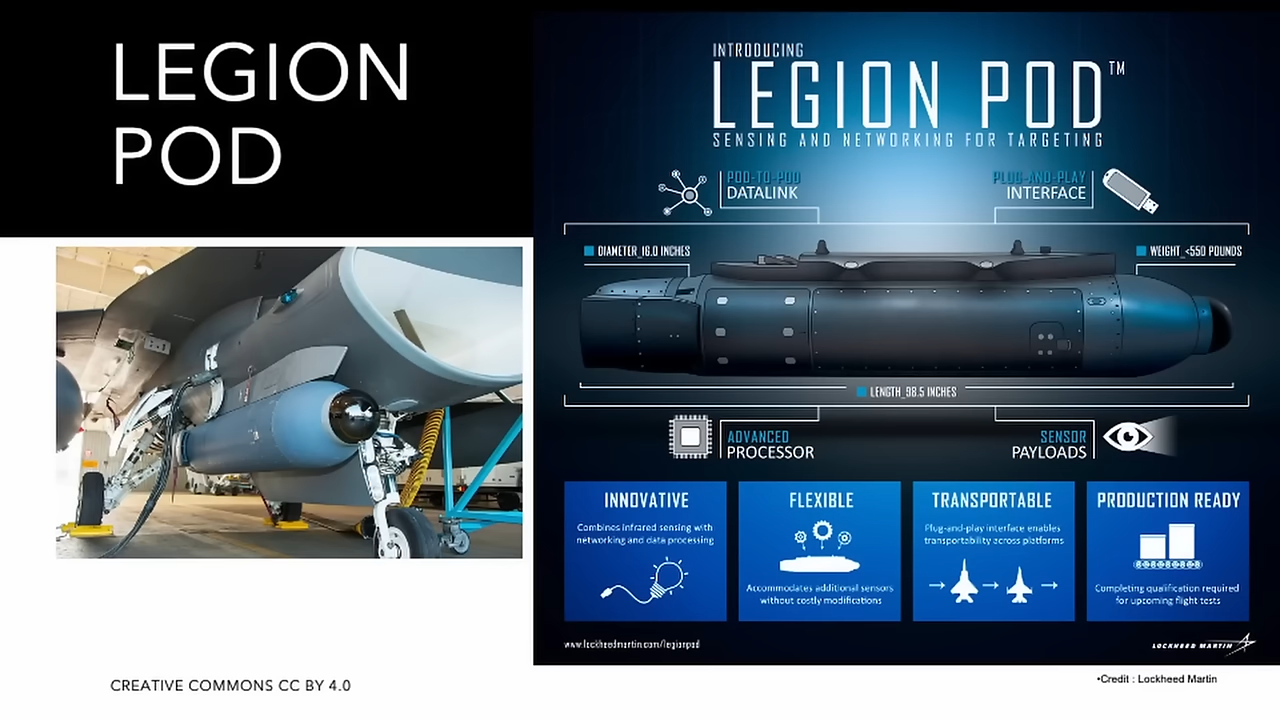 LEGION
POD
INTRODUCING
LEGION POD™
SENSING AND NETWORKING FOR TARGETING
POD-TO-POD
DATALINK
PLUG-AND-PLAY
INTERFACE
DIAMETER_16.0 INCHES
WEIGHT_<550 POUNDS
LENGTH_98.5 INCHES
ADVANCED
PROCESSOR
SENSOR
PAYLOADS
INNOVATIVE
Combines infrared sensing with
networking and data processing
FLEXIBLE
Accommodates additional sensors
without costly modifications
TRANSPORTABLE
Plug-and-play interface enables
transportability across platforms
PRODUCTION READY
Completing qualification required
for upcoming flight tests
www.lockheedmartin.com/legionpod
LOCKHEED MARTIN
CREATIVE COMMONS CC BY 4.0
•Credit : Lockheed Martin